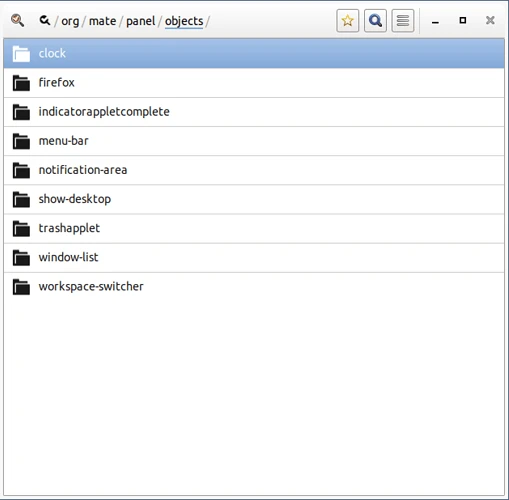 / org / mate / panel / objects /
clock
firefox
indicatorappletcomplete
menu-bar
notification-area
show-desktop
trashapplet
window-list
workspace-switcher